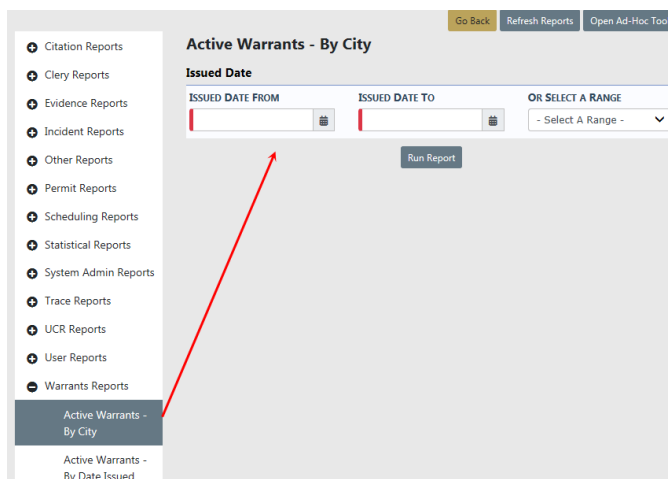 Go Back
Refresh Reports
Open Ad-Hoc Too
Citation Reports
Clery Reports
Evidence Reports
Incident Reports
Other Reports
Permit Reports
Scheduling Reports
Statistical Reports
System Admin Reports
Trace Reports
UCR Reports
User Reports
Warrants Reports
Active Warrants -
By City
Active Warrants -
By Date Issued
Active Warrants - By City
Issued Date
ISSUED DATE FROM
ISSUED DATE TO
OR SELECT A RANGE
- Select A Range -
Run Report